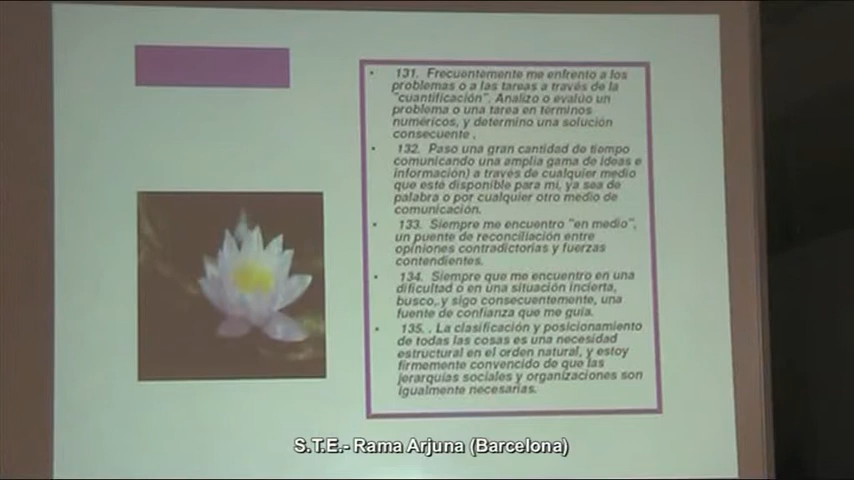 131. Frecuentemente me enfrento a los
problemas o a las tareas a través de la
"cuantificación". Analizo o evalúo un
problema o una tarea en términos
numéricos, y determino una solución
consecuente .
132. Paso una gran cantidad de tiempo
comunicando una amplia gama de ideas e
información) a través de cualquier medio
que esté disponible para mí, ya sea de
palabra o por cualquier otro medio de
comunicación.
133. Siempre me encuentro "en medio",
un puente de reconciliación entre
opiniones contradictorias y fuerzas
contendientes.
134. Siempre que me encuentro en una
dificultad o en una situación incierta,
busco, y sigo consecuentemente, una
fuente de confianza que me guía.
135. . La clasificación y posicionamiento
de todas las cosas es una necesidad
estructural en el orden natural, y estoy
firmemente convencido de que las
jerarquías sociales y organizaciones son
igualmente necesarias.
S.T.E.- Rama Arjuna (Barcelona)